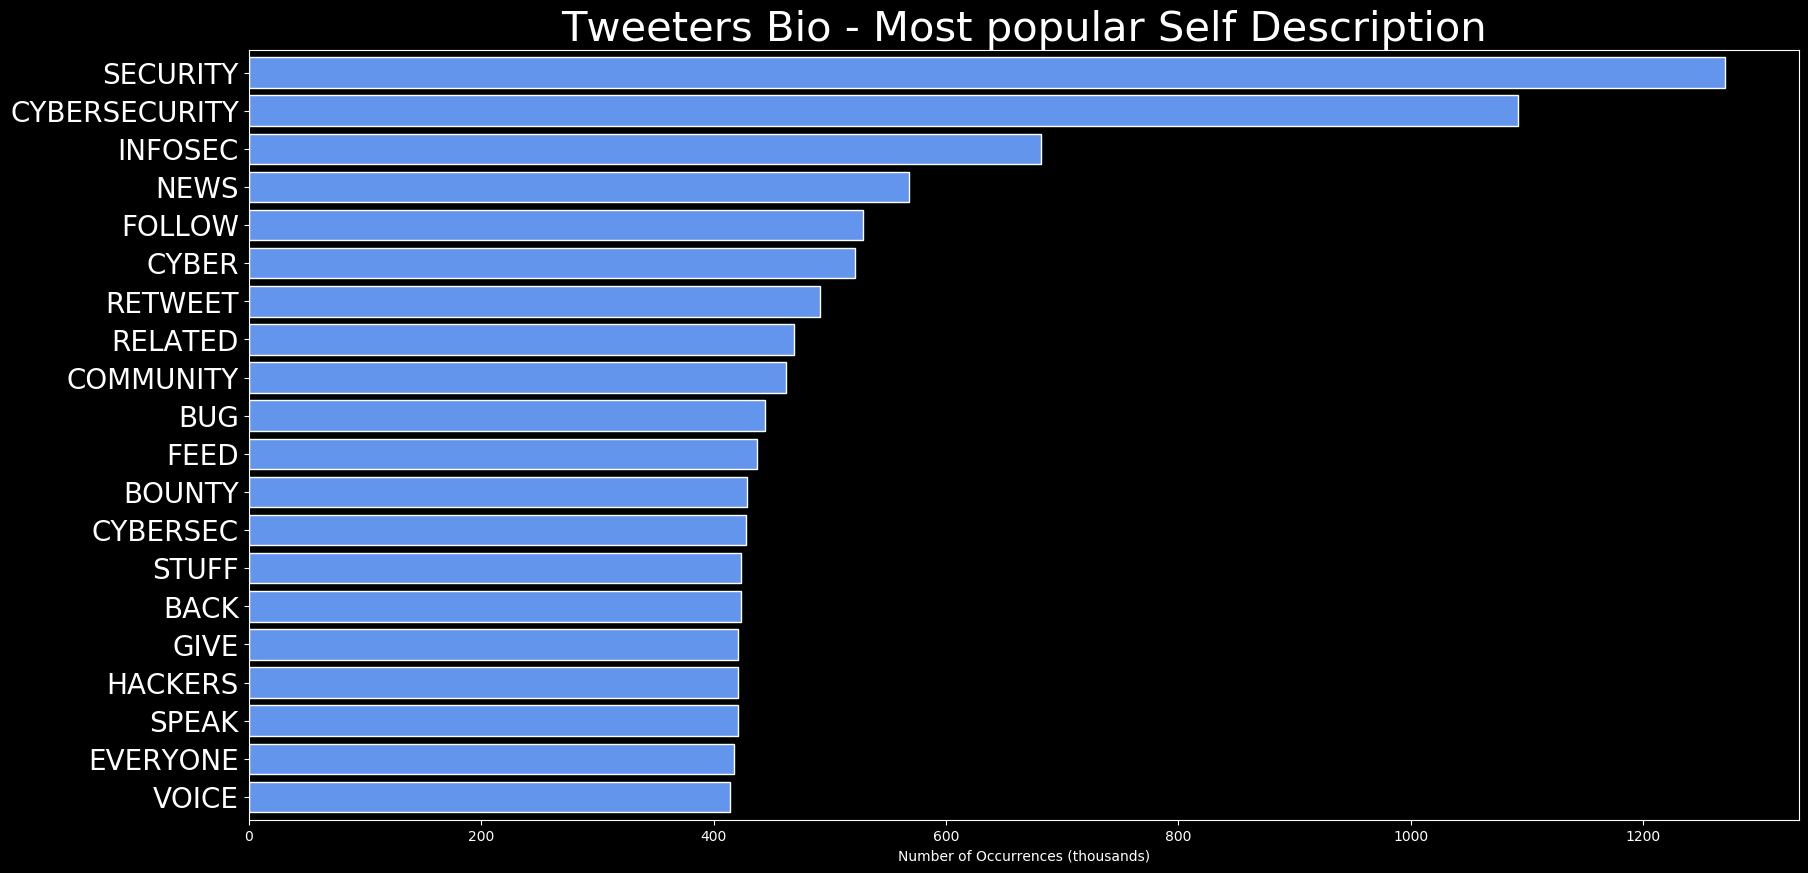 Tweeters Bio - Most popular Self Description
SECURITY
CYBERSECURITY
INFOSEC
NEWS
FOLLOW
CYBER
RETWEET
RELATED
COMMUNITY
BUG
FEED
BOUNTY
CYBERSEC
STUFF
BACK
GIVE
HACKERS
SPEAK
EVERYONE
VOICE
0 200 400 600 800 1000 1200
Number of Occurrences (thousands)